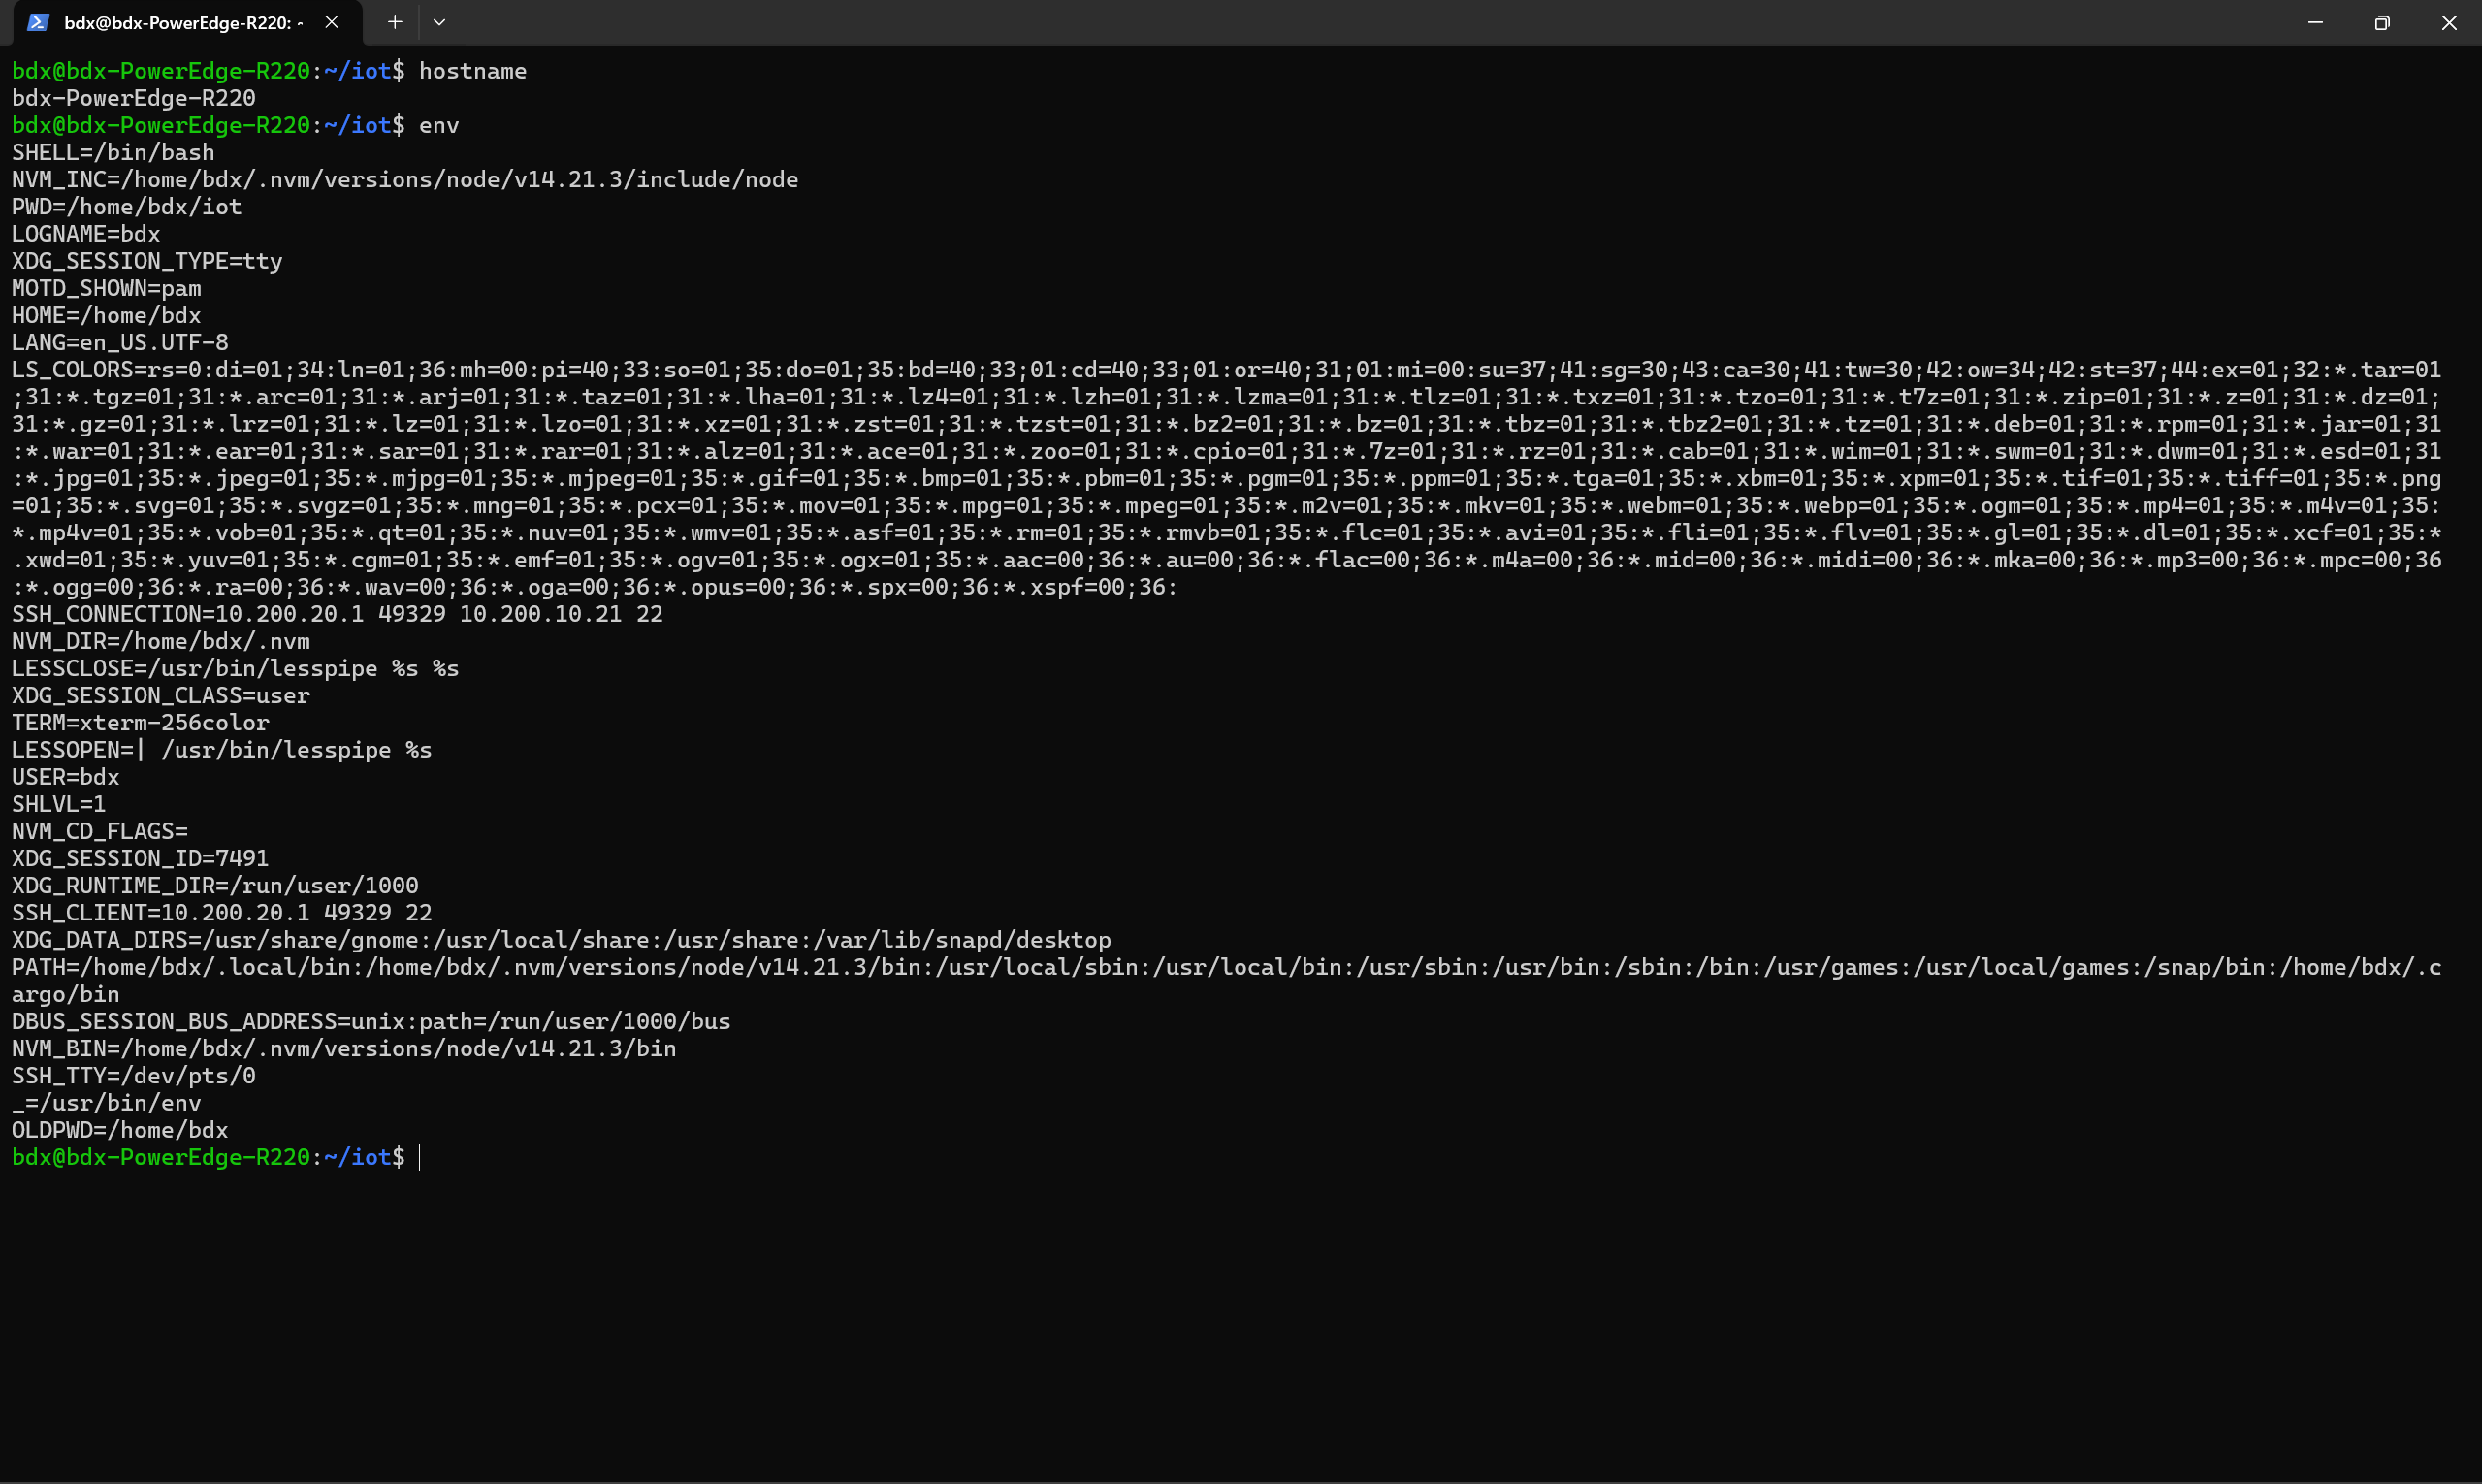 bdx@bdx-PowerEdge-R220: ~
bdx@bdx-PowerEdge-R220:~/iot$ hostname
bdx-PowerEdge-R220
bdx@bdx-PowerEdge-R220:~/iot$ env
SHELL=/bin/bash
NVM_INC=/home/bdx/.nvm/versions/node/v14.21.3/include/node
PWD=/home/bdx/iot
LOGNAME=bdx
XDG_SESSION_TYPE=tty
MOTD_SHOWN=pam
HOME=/home/bdx
LANG=en_US.UTF-8
LS_COLORS=rs=0:di=01;34:ln=01;36:mh=00:pi=40;33:so=01;35:do=01;35:bd=40;33;01:cd=40;33;01:or=40;31;01:mi=00:su=37;41:sg=30;43:ca=30;41:tw=30;42:ow=34;42:st=37;44:ex=01;32:*.tar=01
;31:*.tgz=01;31:*.arc=01;31:*.arj=01;31:*.taz=01;31:*.lha=01;31:*.lz4=01;31:*.lzh=01;31:*.lzma=01;31:*.tlz=01;31:*.txz=01;31:*.tzo=01;31:*.t7z=01;31:*.zip=01;31:*.z=01;31:*.dz=01;
31:*.gz=01;31:*.lrz=01;31:*.lz=01;31:*.lzo=01;31:*.xz=01;31:*.zst=01;31:*.tzst=01;31:*.bz2=01;31:*.bz=01;31:*.tbz=01;31:*.tbz2=01;31:*.tz=01;31:*.deb=01;31:*.rpm=01;31:*.jar=01;31
:*.war=01;31:*.ear=01;31:*.sar=01;31:*.rar=01;31:*.alz=01;31:*.ace=01;31:*.zoo=01;31:*.cpio=01;31:*.7z=01;31:*.rz=01;31:*.cab=01;31:*.wim=01;31:*.swm=01;31:*.dwm=01;31:*.esd=01;31
:*.jpg=01;35:*.jpeg=01;35:*.mjpg=01;35:*.mjpeg=01;35:*.gif=01;35:*.bmp=01;35:*.pbm=01;35:*.pgm=01;35:*.ppm=01;35:*.tga=01;35:*.xbm=01;35:*.xpm=01;35:*.tif=01;35:*.tiff=01;35:*.png
=01;35:*.svg=01;35:*.svgz=01;35:*.mng=01;35:*.pcx=01;35:*.mov=01;35:*.mpg=01;35:*.mpeg=01;35:*.m2v=01;35:*.mkv=01;35:*.webm=01;35:*.webp=01;35:*.ogm=01;35:*.mp4=01;35:*.m4v=01;35:
*.mp4v=01;35:*.vob=01;35:*.qt=01;35:*.nuv=01;35:*.wmv=01;35:*.asf=01;35:*.rm=01;35:*.rmvb=01;35:*.flc=01;35:*.avi=01;35:*.fli=01;35:*.flv=01;35:*.gl=01;35:*.dl=01;35:*.xcf=01;35:*
.xwd=01;35:*.yuv=01;35:*.cgm=01;35:*.emf=01;35:*.ogv=01;35:*.ogx=01;35:*.aac=00;36:*.au=00;36:*.flac=00;36:*.m4a=00;36:*.mid=00;36:*.midi=00;36:*.mka=00;36:*.mp3=00;36:*.mpc=00;36
:*.ogg=00;36:*.ra=00;36:*.wav=00;36:*.oga=00;36:*.opus=00;36:*.spx=00;36:*.xspf=00;36:
SSH_CONNECTION=10.200.20.1 49329 10.200.10.21 22
NVM_DIR=/home/bdx/.nvm
LESSCLOSE=/usr/bin/lesspipe %s %s
XDG_SESSION_CLASS=user
TERM=xterm-256color
LESSOPEN=| /usr/bin/lesspipe %s
USER=bdx
SHLVL=1
NVM_CD_FLAGS=
XDG_SESSION_ID=7491
XDG_RUNTIME_DIR=/run/user/1000
SSH_CLIENT=10.200.20.1 49329 22
XDG_DATA_DIRS=/usr/share/gnome:/usr/local/share:/usr/share:/var/lib/snapd/desktop
PATH=/home/bdx/.local/bin:/home/bdx/.nvm/versions/node/v14.21.3/bin:/usr/local/sbin:/usr/local/bin:/usr/sbin:/usr/bin:/sbin:/bin:/usr/games:/usr/local/games:/snap/bin:/home/bdx/.c
argo/bin
DBUS_SESSION_BUS_ADDRESS=unix:path=/run/user/1000/bus
NVM_BIN=/home/bdx/.nvm/versions/node/v14.21.3/bin
SSH_TTY=/dev/pts/0
_=/usr/bin/env
OLDPWD=/home/bdx
bdx@bdx-PowerEdge-R220:~/iot$